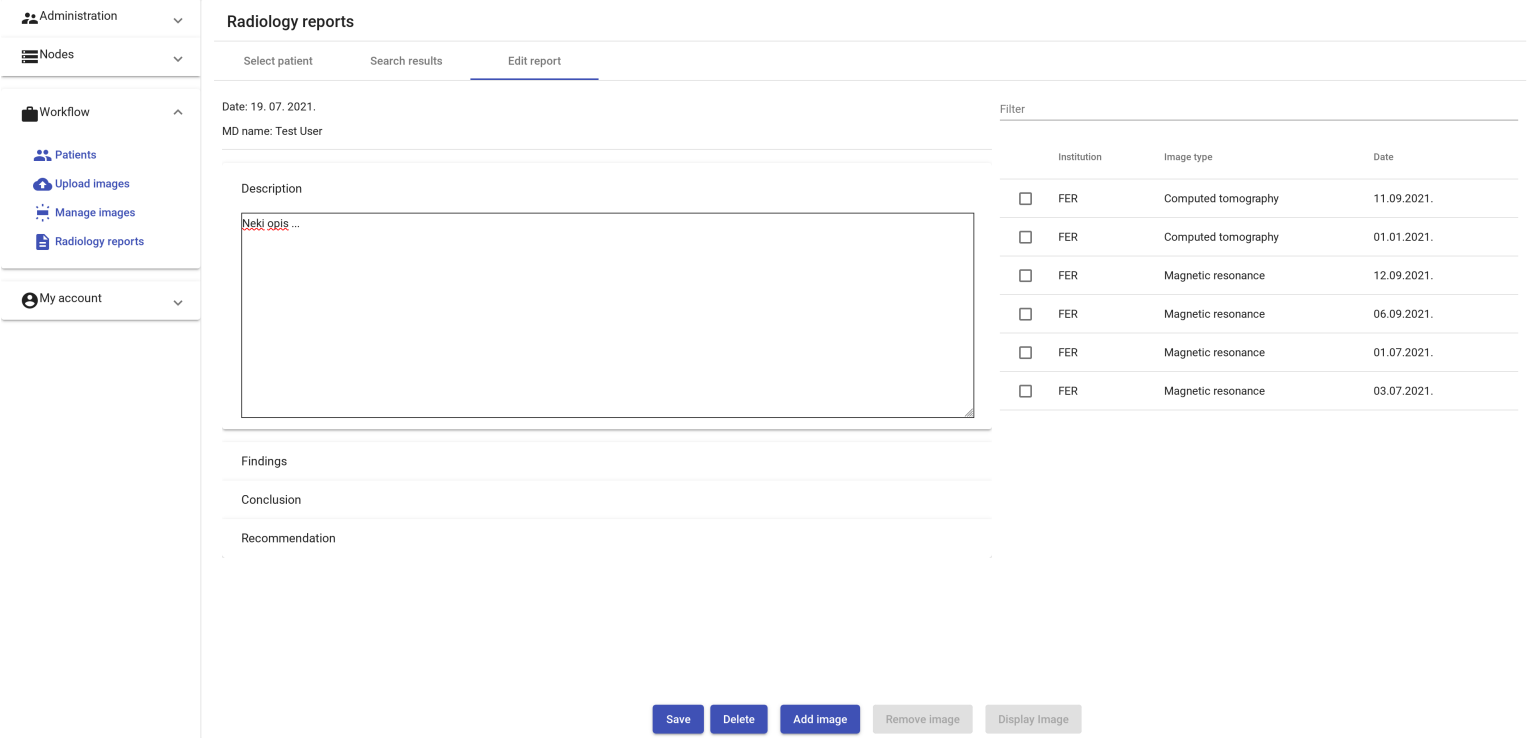 Administration
Nodes
Workflow
Patients
Upload images
Manage images
Radiology reports
My account
Radiology reports
Select patient Search results Edit report
Date: 19. 07. 2021.
MD name: Test User
Description
Neki opis ...
Findings
Conclusion
Recommendation
Filter
Institution Image type Date
FER Computed tomography 11.09.2021.
FER Computed tomography 01.01.2021.
FER Magnetic resonance 12.09.2021.
FER Magnetic resonance 06.09.2021.
FER Magnetic resonance 01.07.2021.
FER Magnetic resonance 03.07.2021.
Save Delete Add image Remove image Display Image